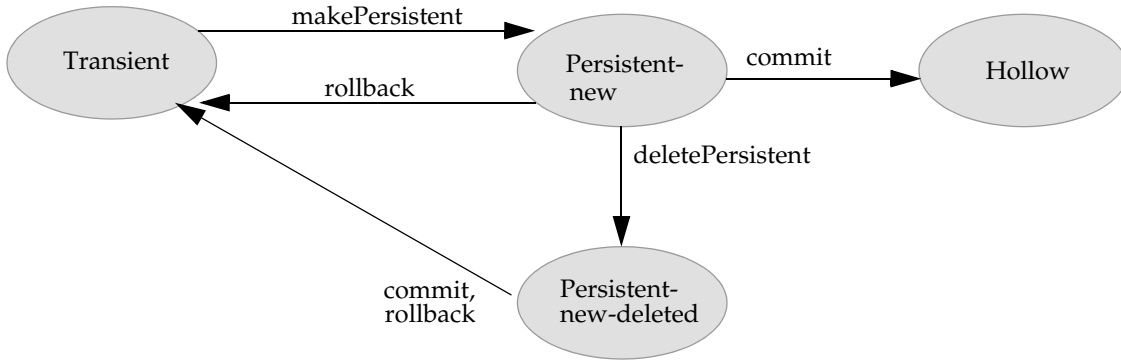 makePersistent
Transient
Persistent-
new
commit
Hollow
rollback
deletePersistent
commit,
rollback
Persistent-
new-deleted